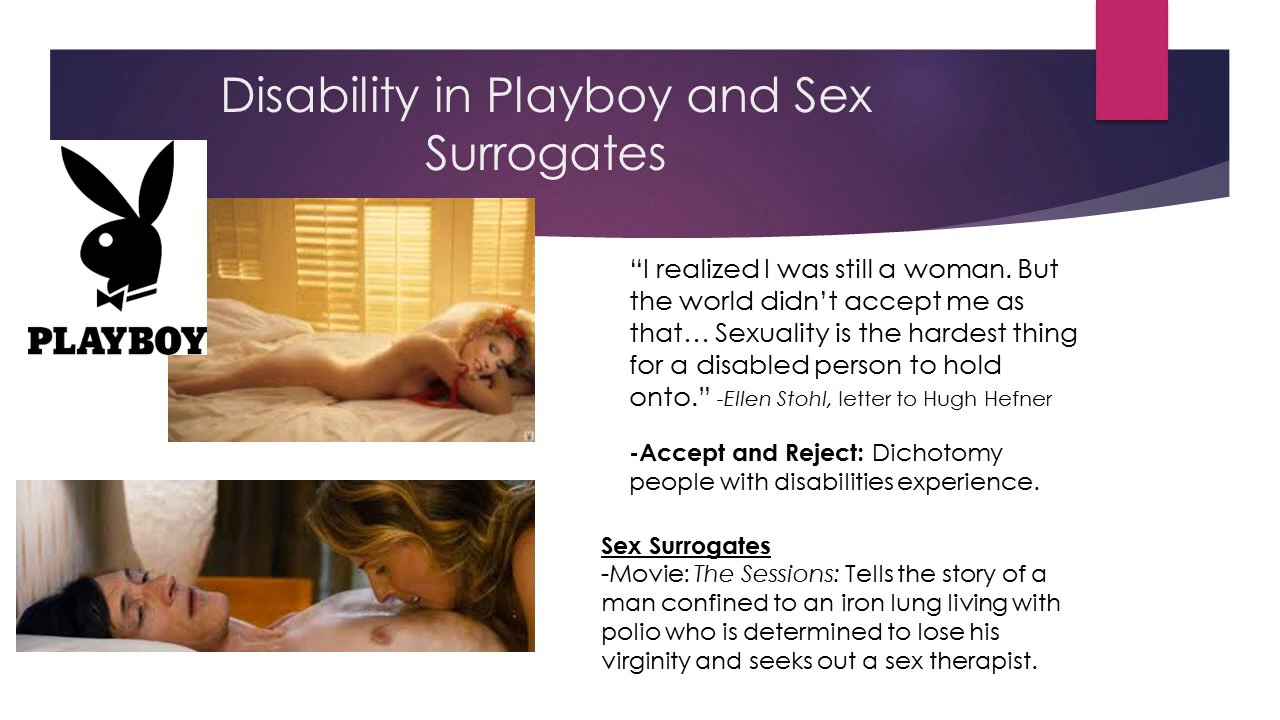 Disability in Playboy and Sex
Surrogates
PLAYBOY
“I realized I was still a woman. But
the world didn’t accept me as
that… Sexuality is the hardest thing
for a disabled person to hold
onto.” -Ellen Stohl, letter to Hugh Hefner
-Accept and Reject: Dichotomy
people with disabilities experience.
Sex Surrogates
-Movie: The Sessions: Tells the story of a
man confined to an iron lung living with
polio who is determined to lose his
virginity and seeks out a sex therapist.